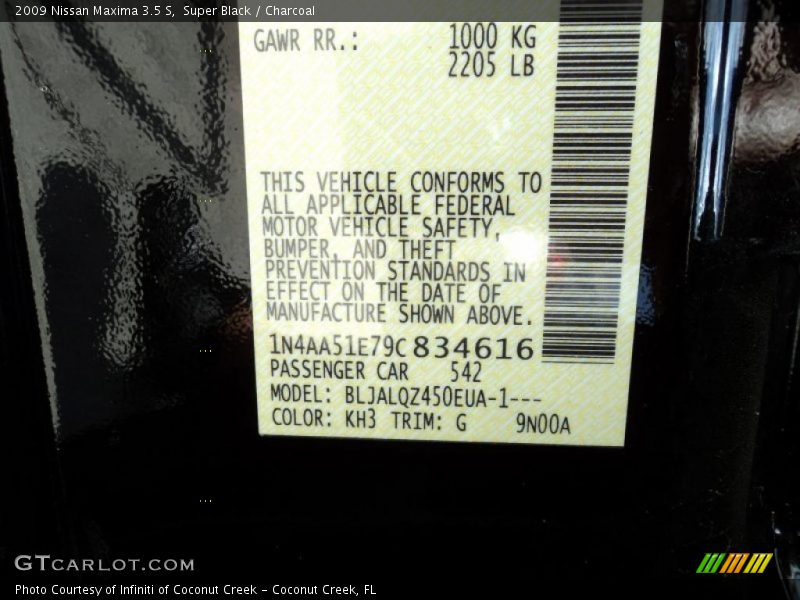 2009 Nissan Maxima 3.5 S, Super Black / Charcoal
GAWR RR.: 1000 KG
2205 LB
THIS VEHICLE CONFORMS TO
ALL APPLICABLE FEDERAL
MOTOR VEHICLE SAFETY,
BUMPER, AND THEFT
PREVENTION STANDARDS IN
EFFECT ON THE DATE OF
MANUFACTURE SHOWN ABOVE.
1N4AA51E79C834616
PASSENGER CAR 542
MODEL: BLJALQZ450EUA-1---
COLOR: KH3 TRIM: G 9N00A
GTCARLOT.COM
Photo Courtesy of Infiniti of Coconut Creek - Coconut Creek, FL